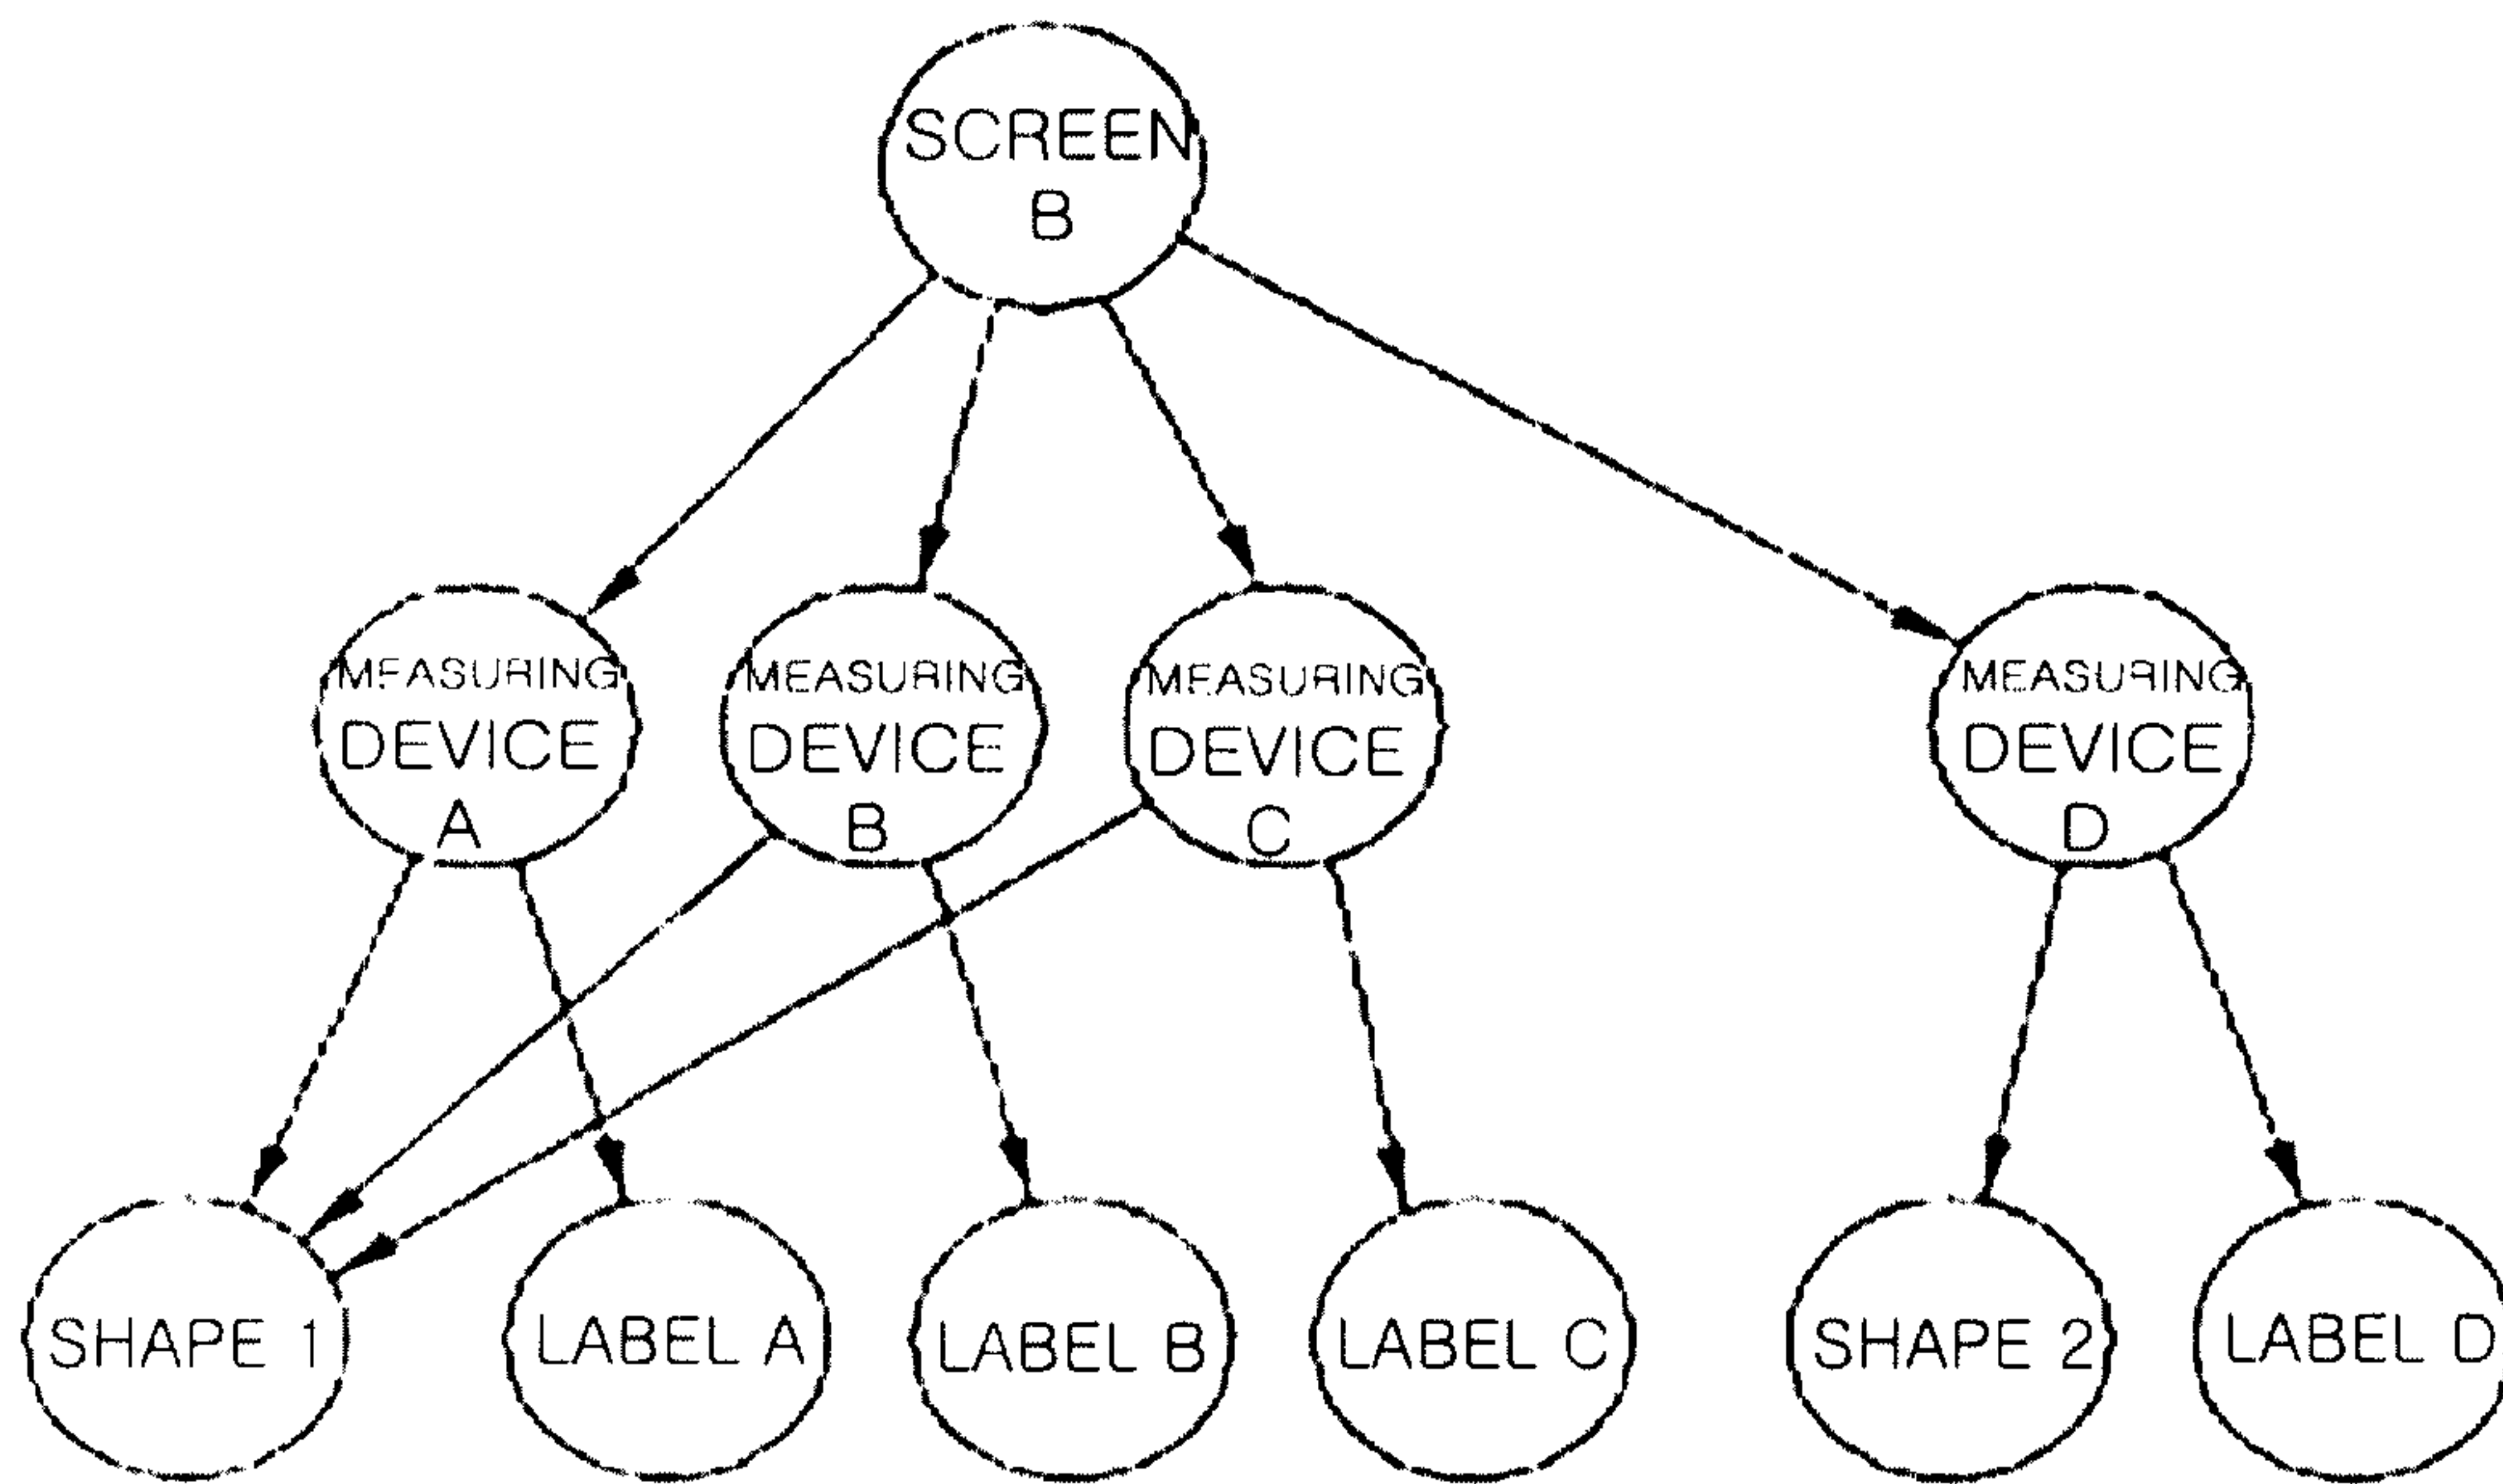 SCREEN
B
MEASURING
DEVICE
A
MEASURING
DEVICE
B
MEASURING
DEVICE
C
MEASURING
DEVICE
D
SHAPE 1
LABEL A
LABEL B
LABEL C
SHAPE 2
LABEL D